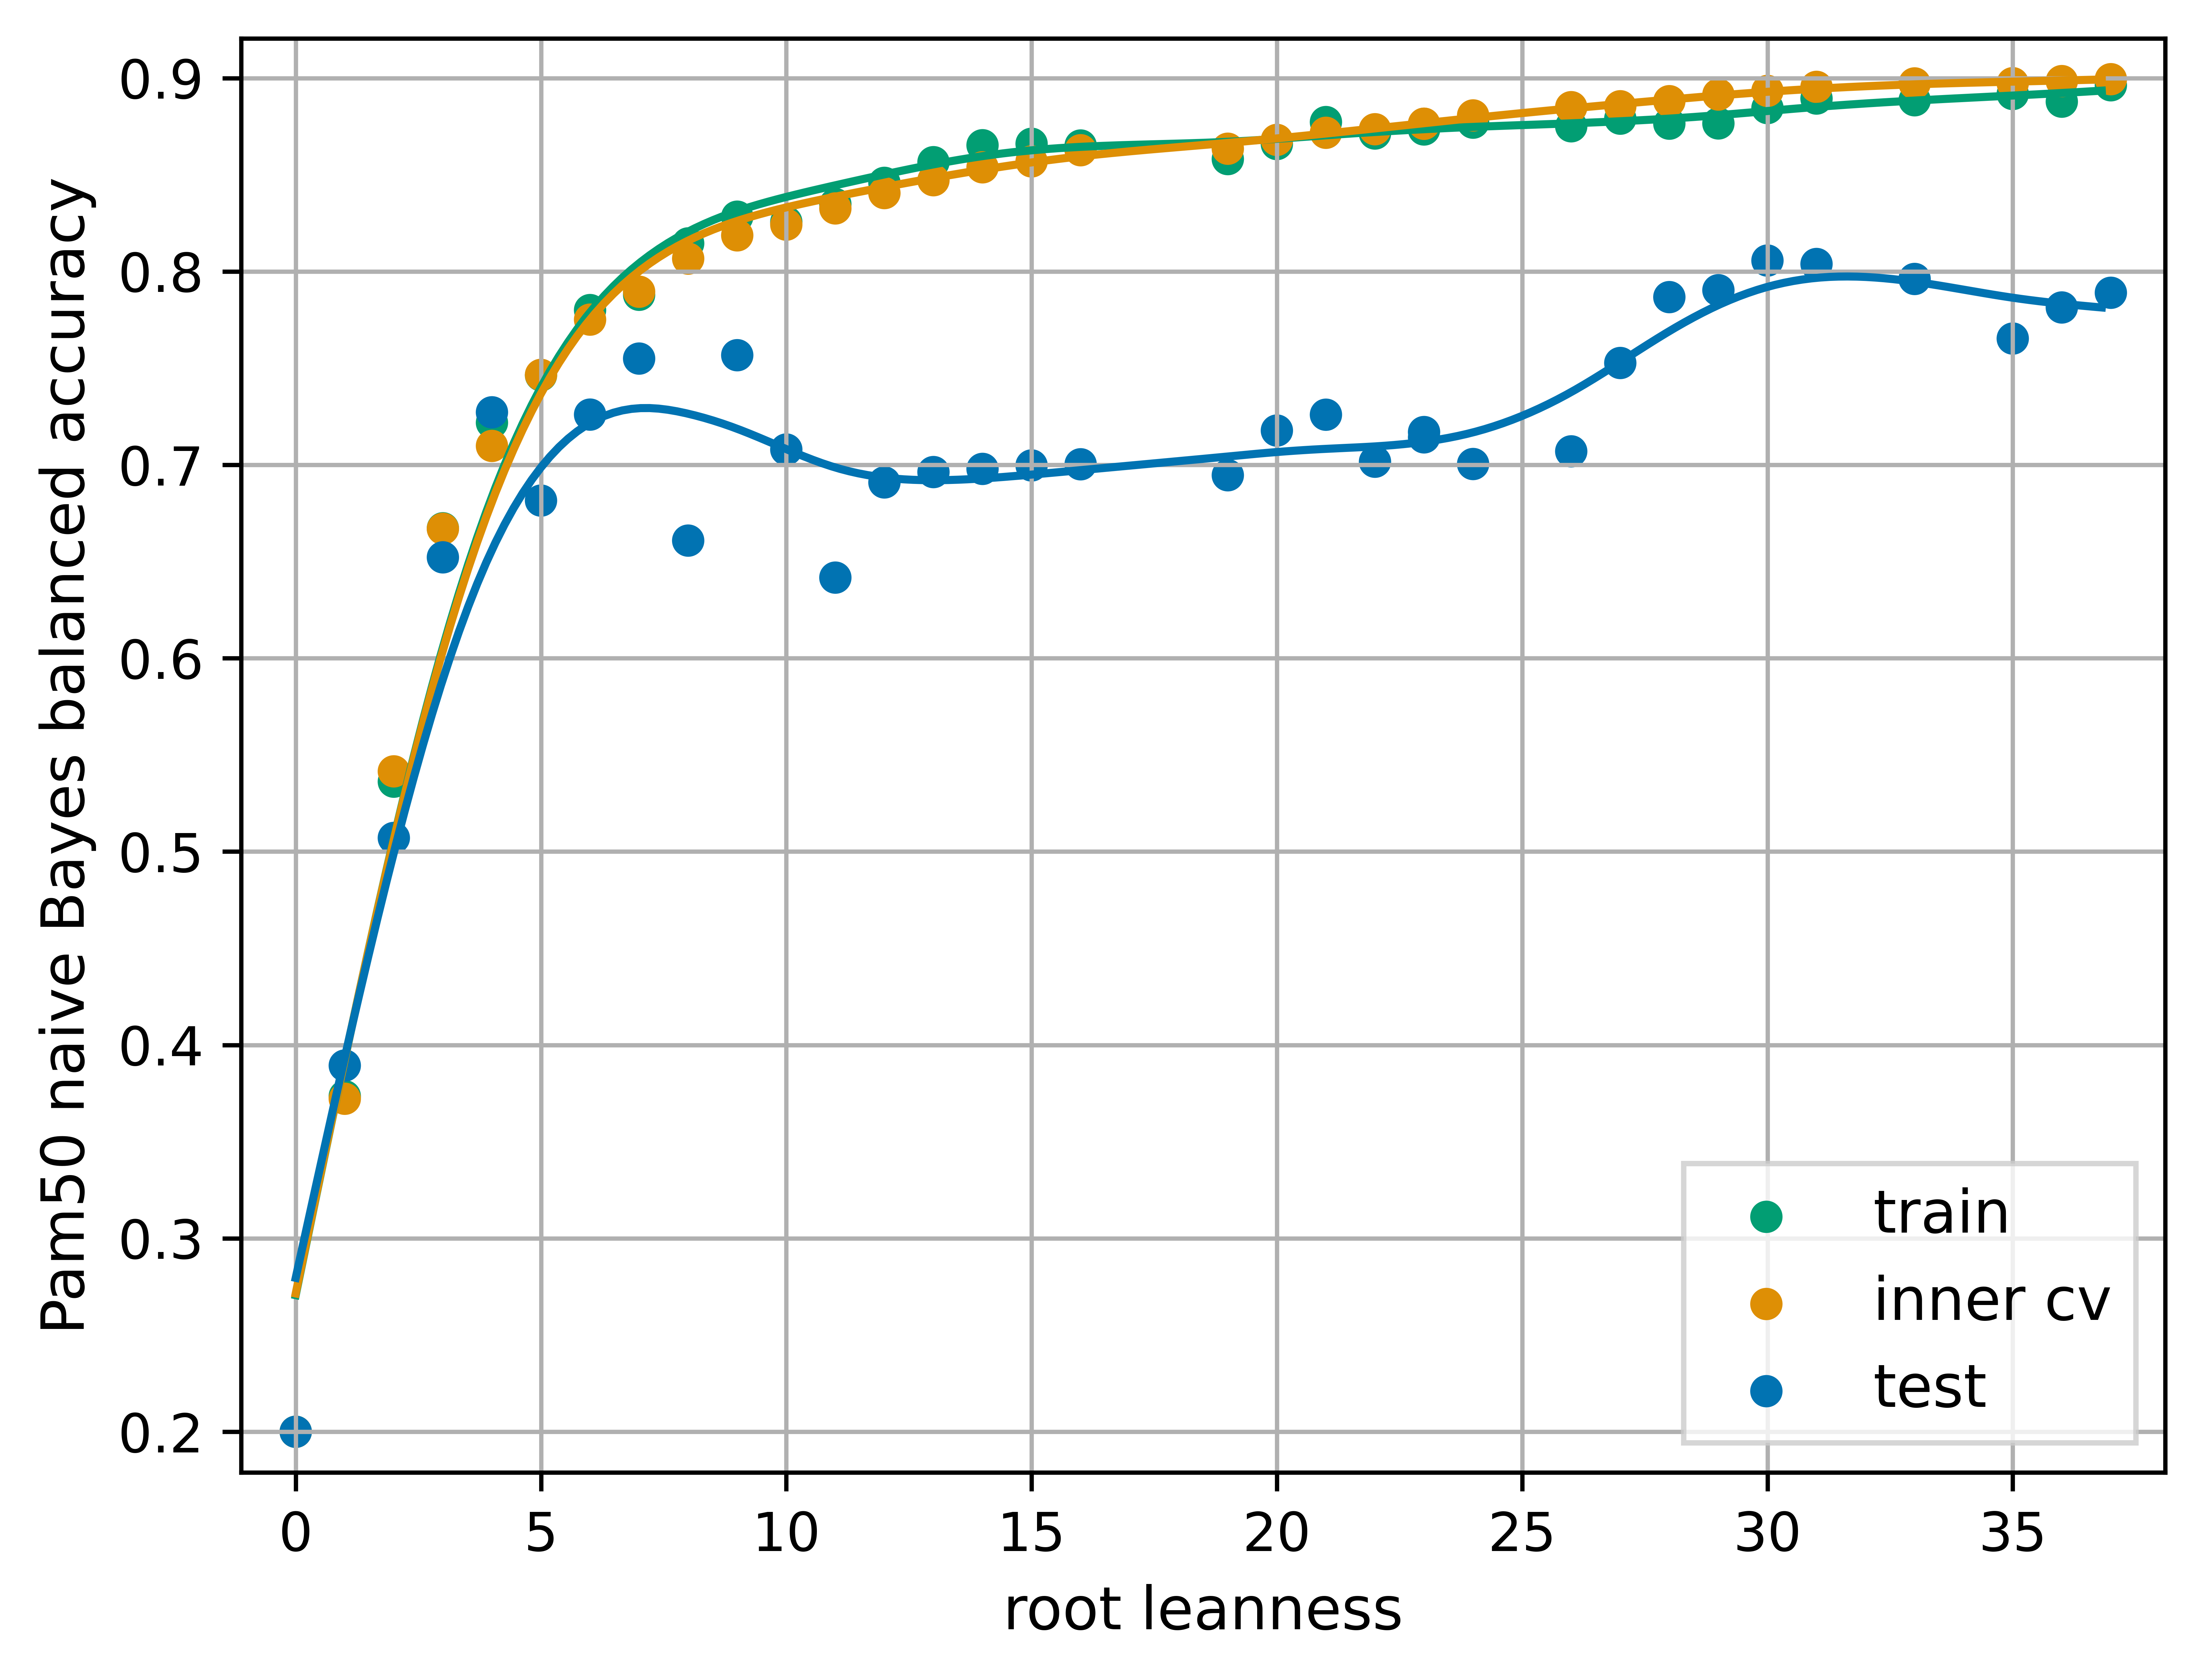 Pam50 naive Bayes balanced accuracy
0.9
0.8
0.7
0.6
0.5
0.4
0.3
0.2
train
inner cv
test
0 5 10 15 20 25 30 35
root leanness